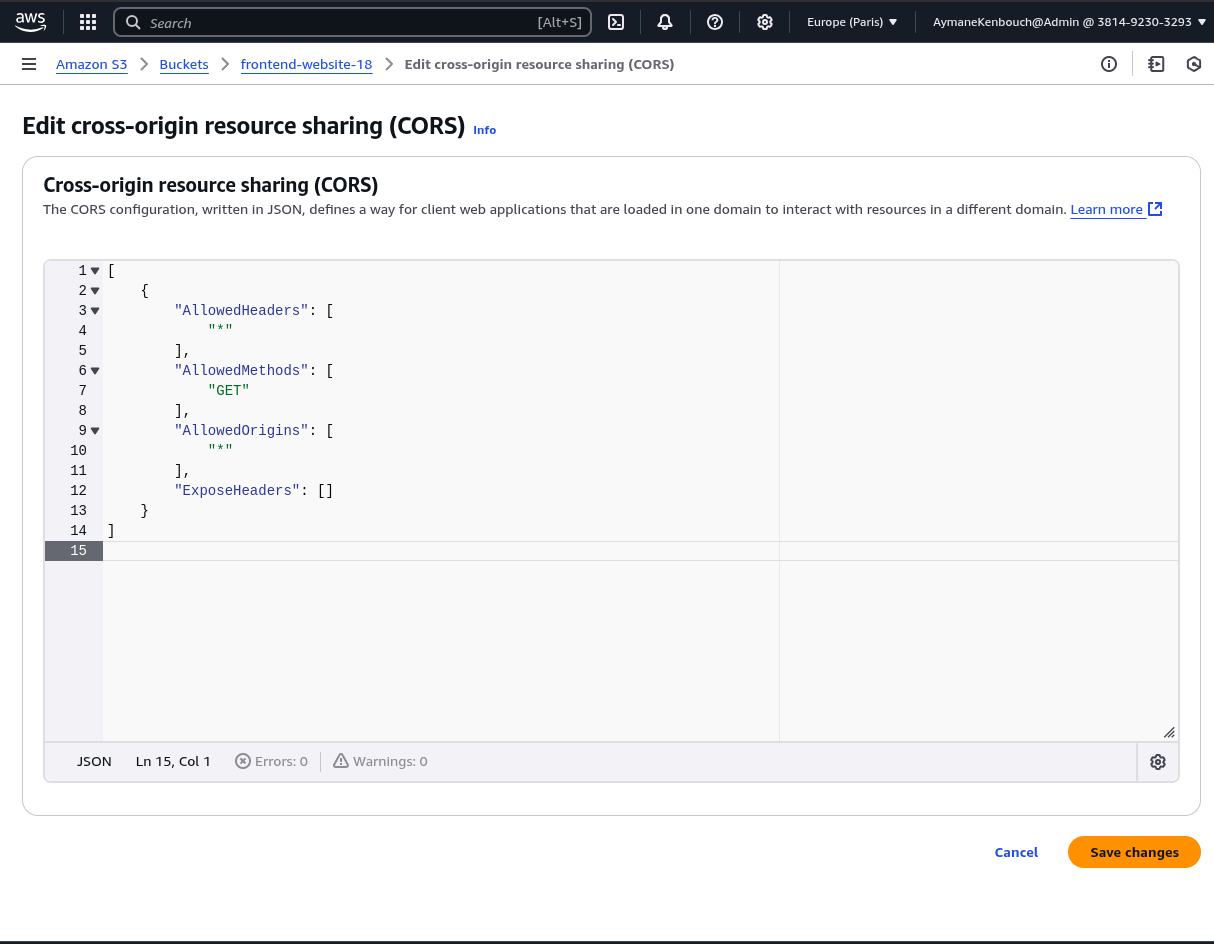 aws
Search [Alt+S] Europe (Paris) AymaneKenbouch@Admin @ 3814-9230-3293
Amazon S3 Buckets frontend-website-18 Edit cross-origin resource sharing (CORS)
Edit cross-origin resource sharing (CORS) Info
Cross-origin resource sharing (CORS)
The CORS configuration, written in JSON, defines a way for client web applications that are loaded in one domain to interact with resources in a different domain. Learn more
1 [
2     {
3         "AllowedHeaders": [
4             "*"
5         ],
6         "AllowedMethods": [
7             "GET"
8         ],
9         "AllowedOrigins": [
10             "*"
11         ],
12         "ExposeHeaders": []
13     }
14 ]
15
JSON Ln 15, Col 1 Errors: 0 Warnings: 0
Cancel Save changes